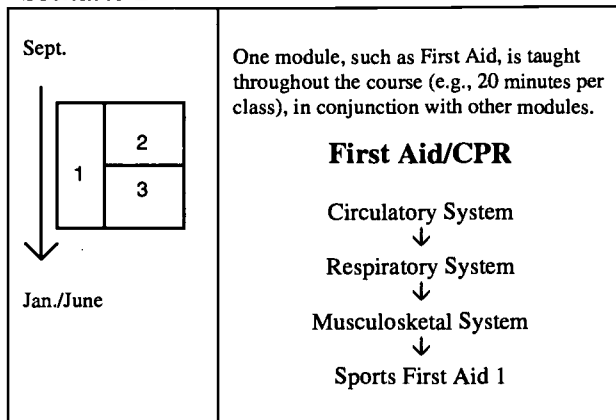 Sept.
1
2
3
Jan./June
One module, such as First Aid, is taught
throughout the course (e.g., 20 minutes per
class), in conjunction with other modules.
First Aid/CPR
Circulatory System
Respiratory System
Musculosketal System
Sports First Aid 1